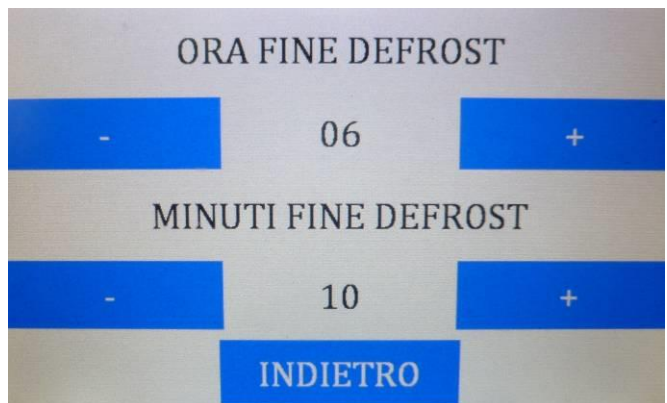 ORA FINE DEFROST
- 06 +
MINUTI FINE DEFROST
- 10 +
INDIETRO